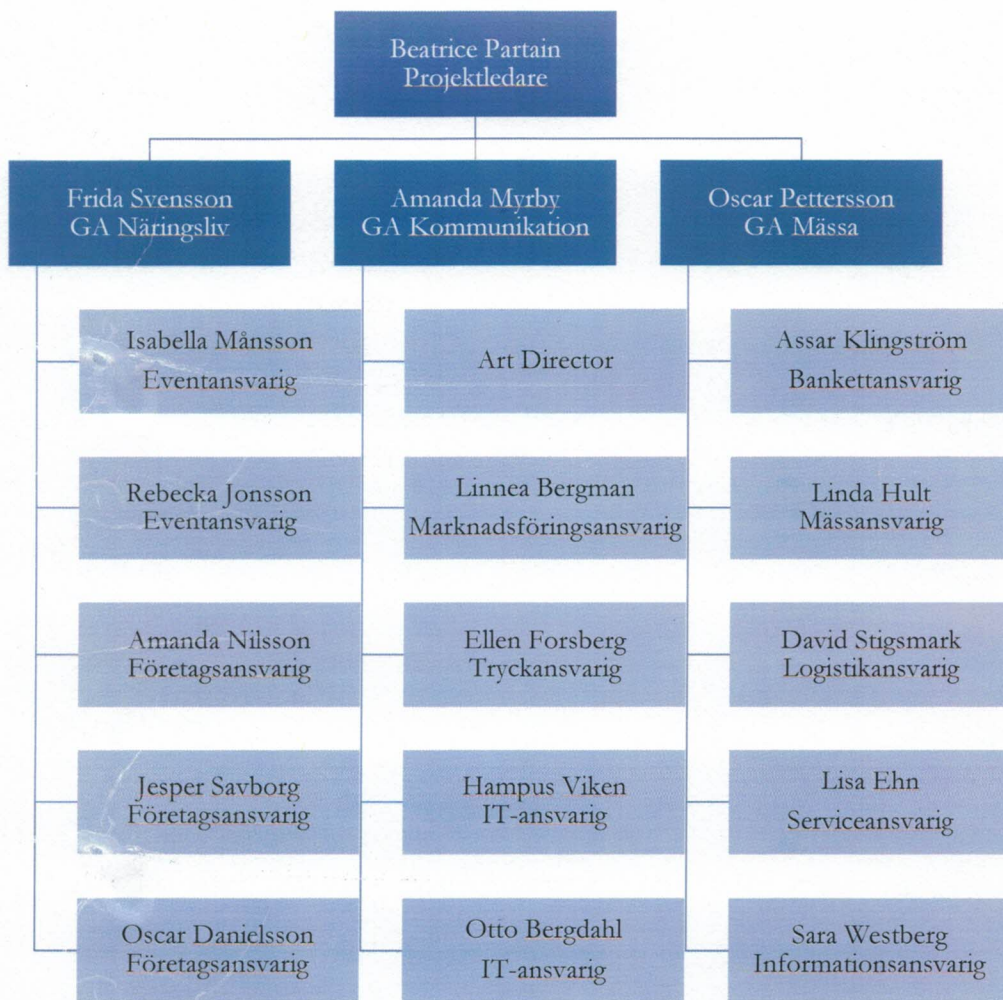 Beatrice Partain
Projektledare
Frida Svensson
GA Näringsliv
Isabella Månsson
Eventansvarig
Rebecka Jonsson
Eventansvarig
Amanda Nilsson
Företagsansvarig
Jesper Savborg
Företagsansvarig
Oscar Danielsson
Företagsansvarig
Amanda Myrby
GA Kommunikation
Art Director
Linnea Bergman
Marknadsföringsansvarig
Ellen Forsberg
Tryckansvarig
Hampus Viken
IT-ansvarig
Otto Bergdahl
IT-ansvarig
Oscar Pettersson
GA Mässa
Assar Klingström
Bankettansvarig
Linda Hult
Mässansvarig
David Stigsmark
Logistikansvarig
Lisa Ehn
Serviceansvarig
Sara Westberg
Informationsansvarig